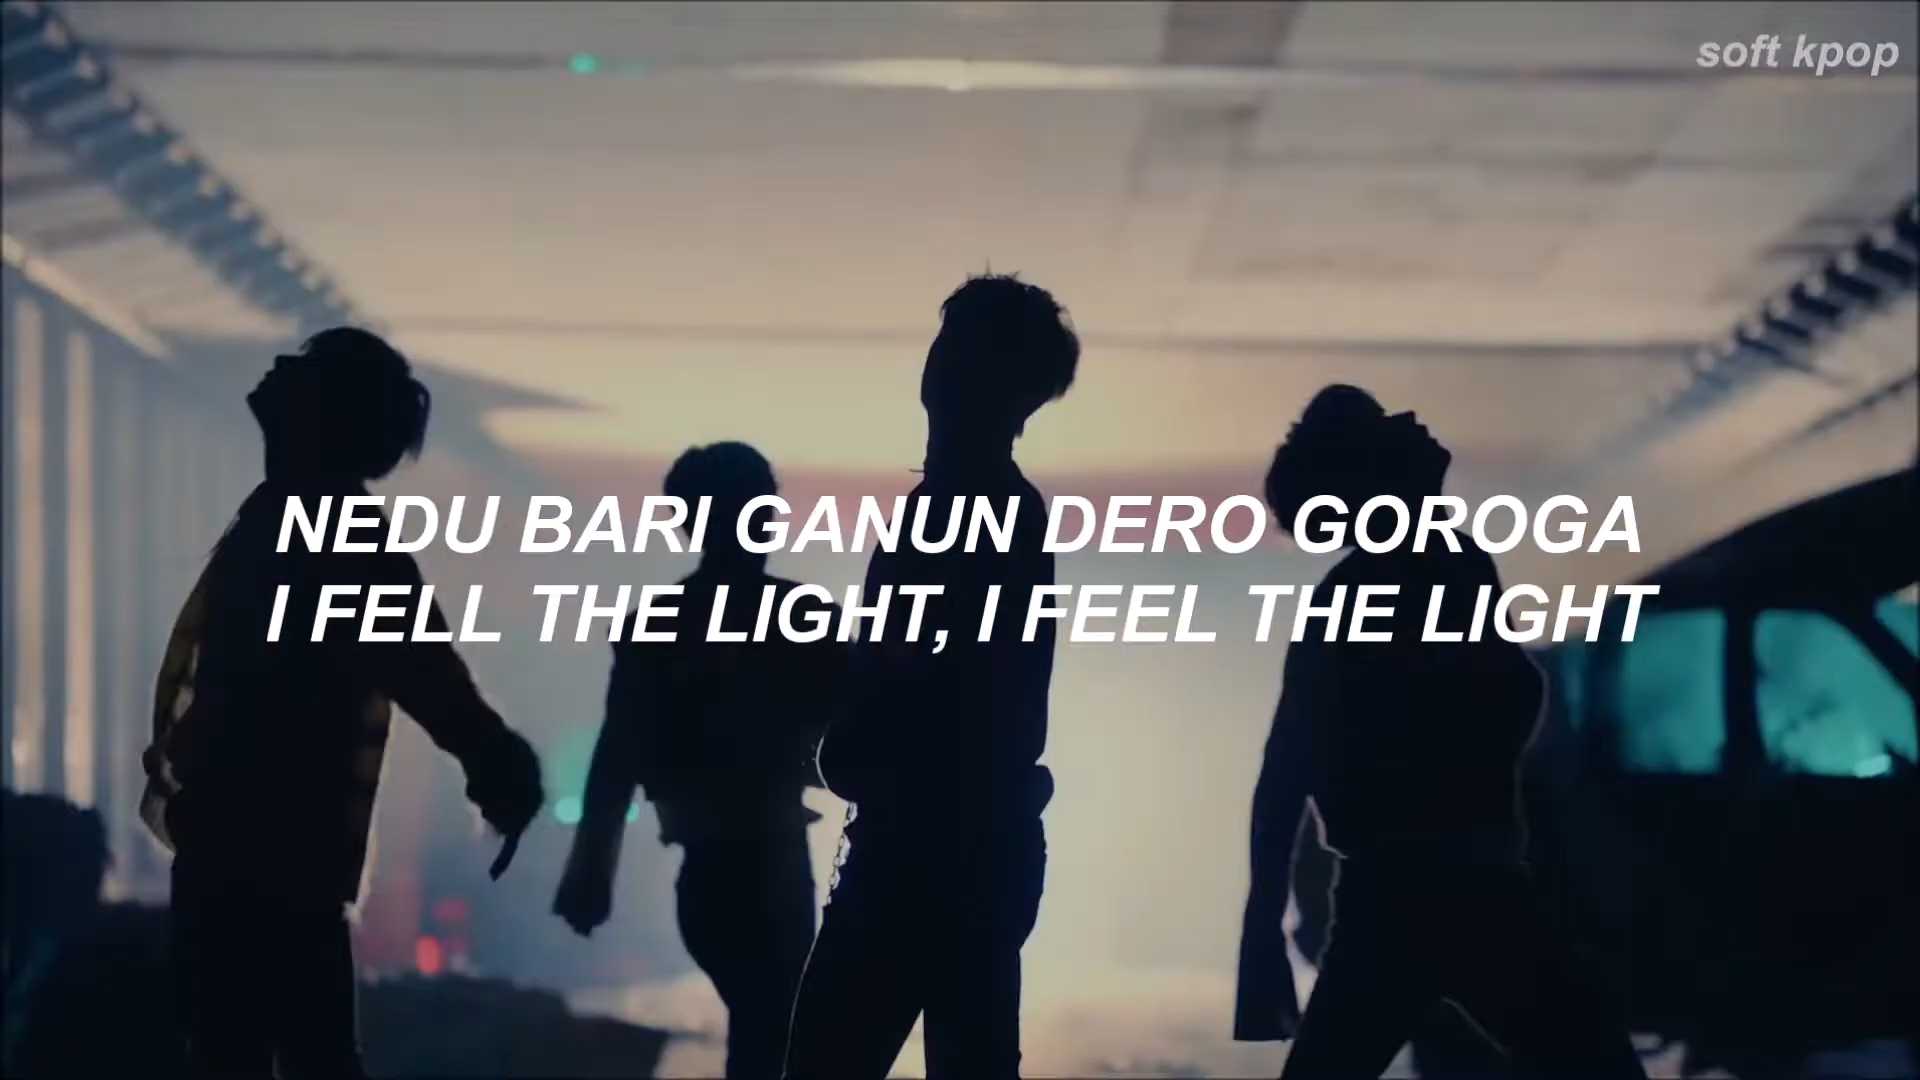 soft kpop
NEDU BARI GANUN DERO GOROGA
I FELL THE LIGHT, I FEEL THE LIGHT